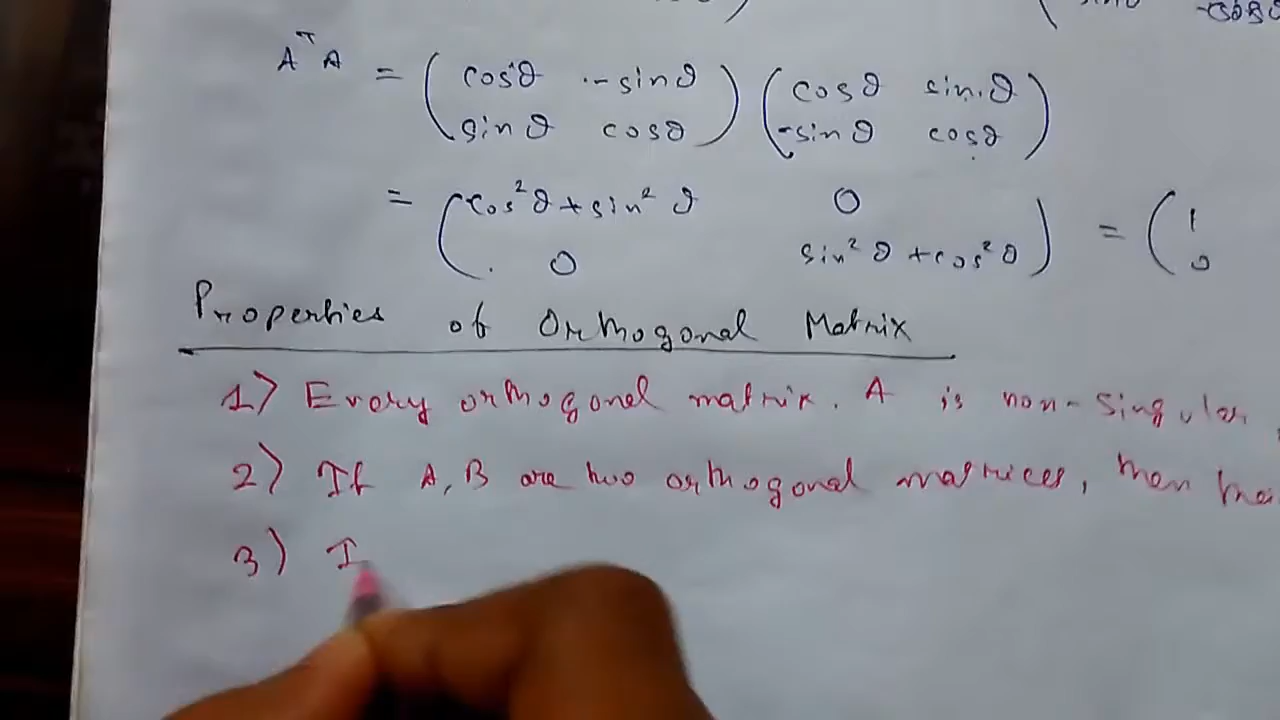 -cosθ
AᵀA = ( cosθ -sinθ ) ( cosθ sinθ )
( sinθ cosθ ) ( -sinθ cosθ )
= ( cos²θ + sin²θ 0 ) = ( 1
( 0 sin²θ + cos²θ ) ( 0
Properties of Orthogonal Matrix
1) Every orthogonal matrix. A is non-singular
2) If A, B are two orthogonal matrices, then
3) I